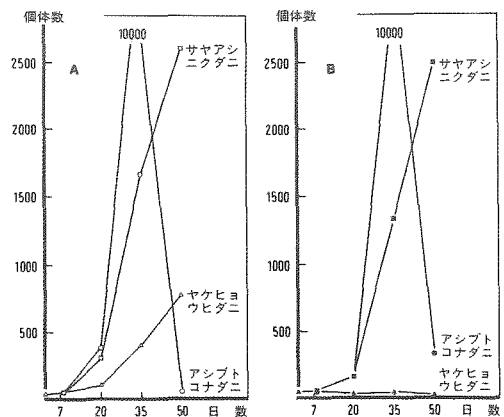 個体数
10000
A
サヤアシ
ニクダニ
2500
2000
1500
1000
500
ヤケヒョ
ウヒダニ
アシブト
コナダニ
7 20 35 50 日 数
個体数
10000
B
サヤアシ
ニクダニ
2500
2000
1500
1000
500
アシブト
コナダニ
ヤケヒョ
ウヒダニ
7 20 35 50 日 数